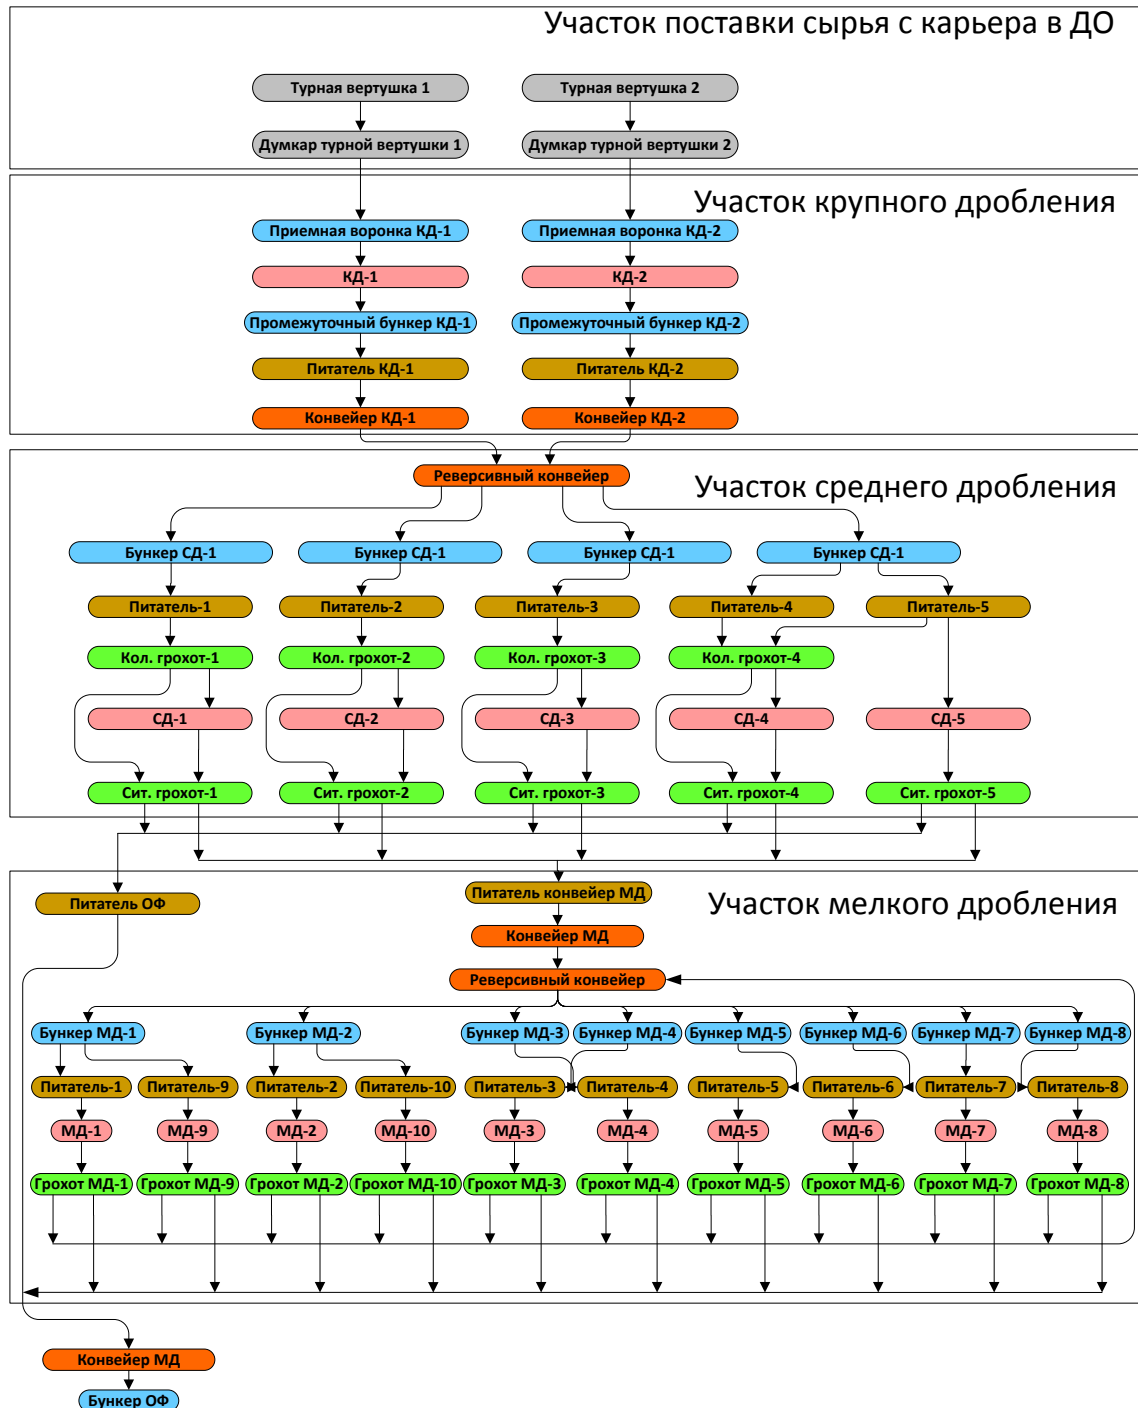 Участок поставки сырья с карьера в ДО
Турная вертушка 1
Турная вертушка 2
Думкар турной вертушки 1
Думкар турной вертушки 2
Участок крупного дробления
Приемная воронка КД-1
Приемная воронка КД-2
КД-1
КД-2
Промежуточный бункер КД-1
Промежуточный бункер КД-2
Питатель КД-1
Питатель КД-2
Конвейер КД-1
Конвейер КД-2
Реверсивный конвейер
Участок среднего дробления
Бункер СД-1
Бункер СД-1
Бункер СД-1
Бункер СД-1
Питатель-1
Питатель-2
Питатель-3
Питатель-4
Питатель-5
Кол. грохот-1
Кол. грохот-2
Кол. грохот-3
Кол. грохот-4
СД-1
СД-2
СД-3
СД-4
СД-5
Сит. грохот-1
Сит. грохот-2
Сит. грохот-3
Сит. грохот-4
Сит. грохот-5
Питатель ОФ
Питатель конвейер МД
Участок мелкого дробления
Конвейер МД
Реверсивный конвейер
Бункер МД-1
Бункер МД-2
Бункер МД-3
Бункер МД-4
Бункер МД-5
Бункер МД-6
Бункер МД-7
Бункер МД-8
Питатель-1
Питатель-9
Питатель-2
Питатель-10
Питатель-3
Питатель-4
Питатель-5
Питатель-6
Питатель-7
Питатель-8
МД-1
МД-9
МД-2
МД-10
МД-3
МД-4
МД-5
МД-6
МД-7
МД-8
Грохот МД-1
Грохот МД-9
Грохот МД-2
Грохот МД-10
Грохот МД-3
Грохот МД-4
Грохот МД-5
Грохот МД-6
Грохот МД-7
Грохот МД-8
Конвейер МД
Бункер ОФ